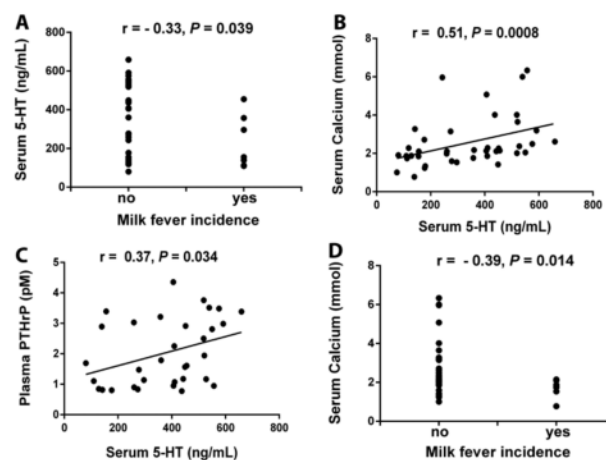 A
r = - 0.33, P = 0.039
Serum 5-HT (ng/mL)
800
600
400
200
0
no
yes
Milk fever incidence
B
r = 0.51, P = 0.0008
Serum Calcium (mmol)
8
6
4
2
0
0
200
400
600
800
Serum 5-HT (ng/mL)
C
r = 0.37, P = 0.034
Plasma PTHrP (pM)
5
4
3
2
1
0
0
200
400
600
800
Serum 5-HT (ng/mL)
D
r = - 0.39, P = 0.014
Serum Calcium (mmol)
8
6
4
2
0
no
yes
Milk fever incidence